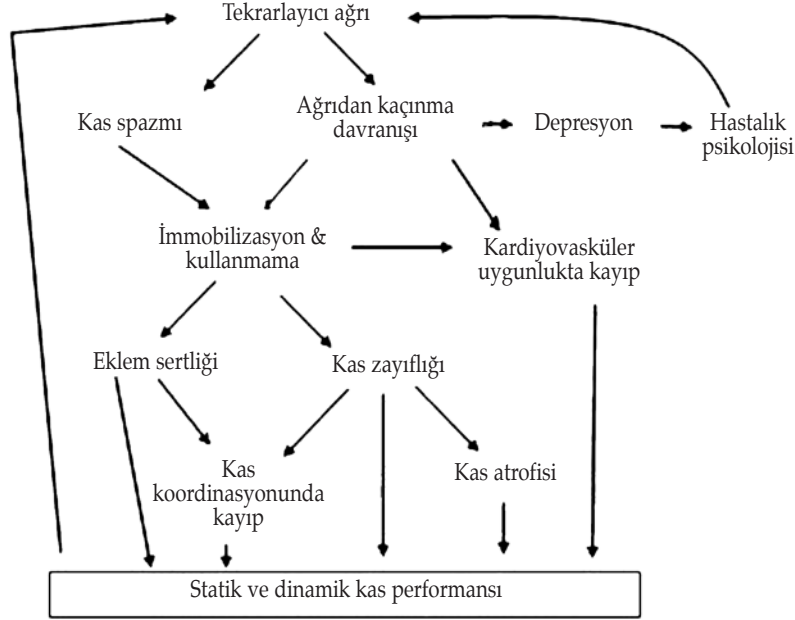 Tekrarlayıcı ağrı
Kas spazmı
Ağrıdan kaçınma
davranışı
Depresyon
Hastalık
psikolojisi
İmmobilizasyon &
kullanmama
Kardiyovasküler
uygunlukta kayıp
Eklem sertliği
Kas zayıflığı
Kas
koordinasyonunda
kayıp
Kas atrofisi
Statik ve dinamik kas performansı